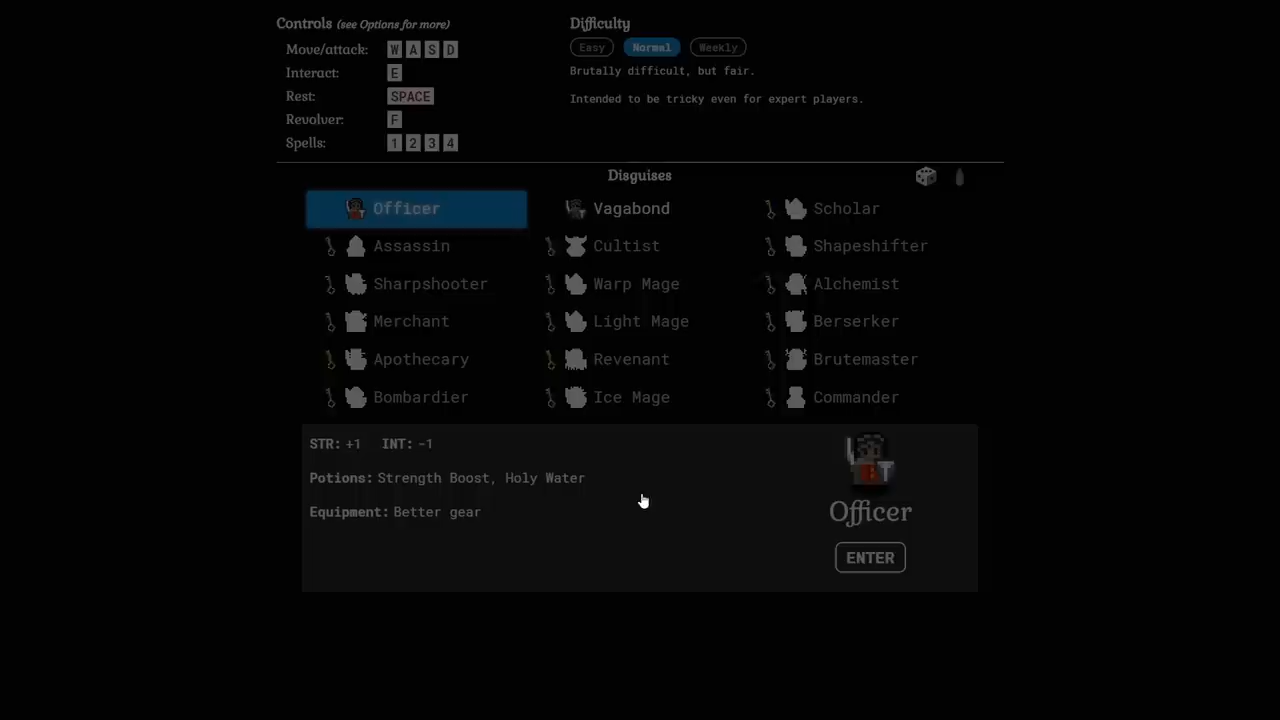 Controls (see Options for more)
Move/attack: W A S D
Interact: E
Rest: SPACE
Revolver: F
Spells: 1 2 3 4
Difficulty
Easy Normal Weekly
Brutally difficult, but fair.
Intended to be tricky even for expert players.
Disguises
Officer Vagabond Scholar
Assassin Cultist Shapeshifter
Sharpshooter Warp Mage Alchemist
Merchant Light Mage Berserker
Apothecary Revenant Brutemaster
Bombardier Ice Mage Commander
STR: +1 INT: -1
Potions: Strength Boost, Holy Water
Equipment: Better gear
Officer
ENTER